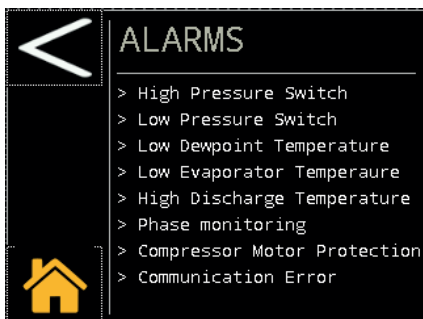 ALARMS
> High Pressure Switch
> Low Pressure Switch
> Low Dewpoint Temperature
> Low Evaporator Temperaure
> High Discharge Temperature
> Phase monitoring
> Compressor Motor Protection
> Communication Error